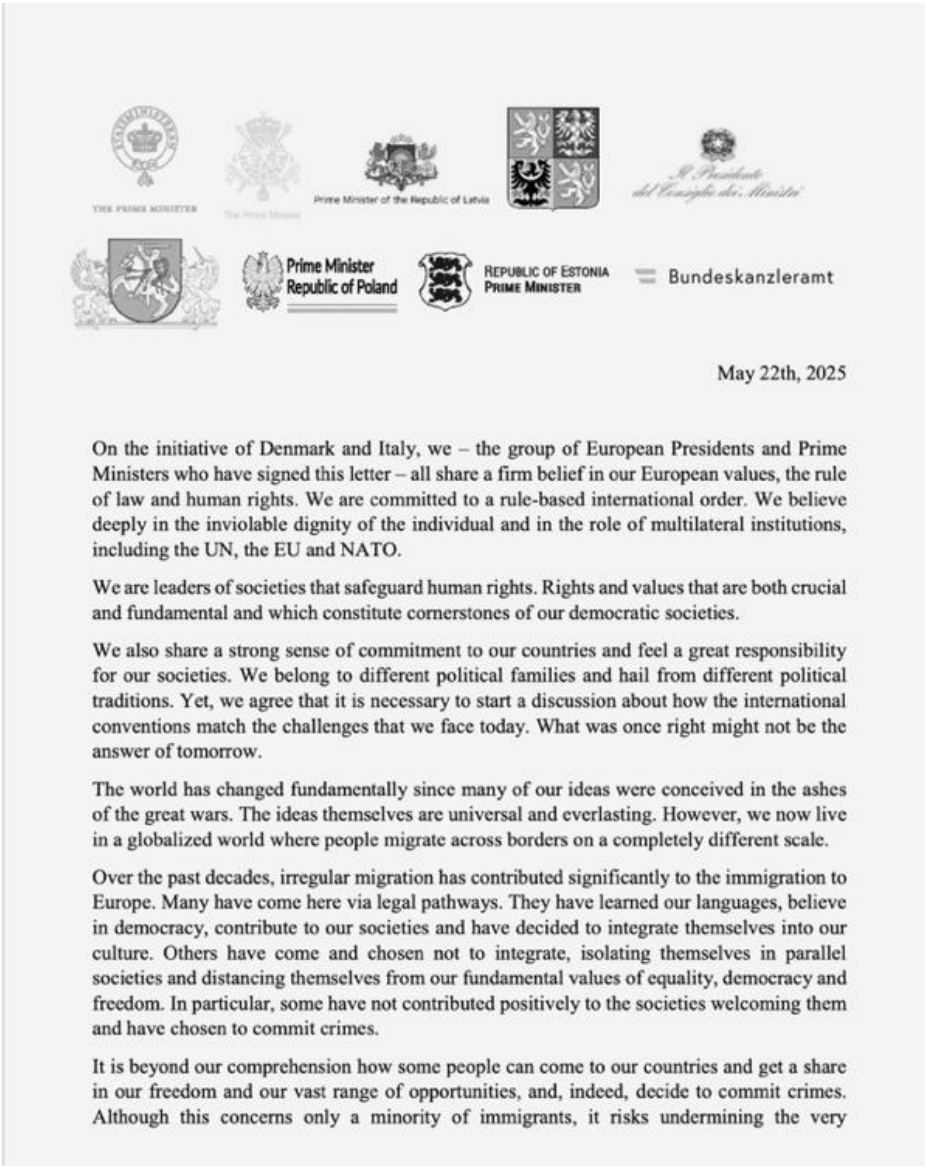 STATSMINISTEREN
THE PRIME MINISTER
The Prime Minister
Prime Minister of the Republic of Latvia
Il Presidente
del Consiglio dei Ministri
Prime Minister
Republic of Poland
REPUBLIC OF ESTONIA
PRIME MINISTER
Bundeskanzleramt
May 22th, 2025
On the initiative of Denmark and Italy, we – the group of European Presidents and Prime
Ministers who have signed this letter – all share a firm belief in our European values, the rule
of law and human rights. We are committed to a rule-based international order. We believe
deeply in the inviolable dignity of the individual and in the role of multilateral institutions,
including the UN, the EU and NATO.
We are leaders of societies that safeguard human rights. Rights and values that are both crucial
and fundamental and which constitute cornerstones of our democratic societies.
We also share a strong sense of commitment to our countries and feel a great responsibility
for our societies. We belong to different political families and hail from different political
traditions. Yet, we agree that it is necessary to start a discussion about how the international
conventions match the challenges that we face today. What was once right might not be the
answer of tomorrow.
The world has changed fundamentally since many of our ideas were conceived in the ashes
of the great wars. The ideas themselves are universal and everlasting. However, we now live
in a globalized world where people migrate across borders on a completely different scale.
Over the past decades, irregular migration has contributed significantly to the immigration to
Europe. Many have come here via legal pathways. They have learned our languages, believe
in democracy, contribute to our societies and have decided to integrate themselves into our
culture. Others have come and chosen not to integrate, isolating themselves in parallel
societies and distancing themselves from our fundamental values of equality, democracy and
freedom. In particular, some have not contributed positively to the societies welcoming them
and have chosen to commit crimes.
It is beyond our comprehension how some people can come to our countries and get a share
in our freedom and our vast range of opportunities, and, indeed, decide to commit crimes.
Although this concerns only a minority of immigrants, it risks undermining the very